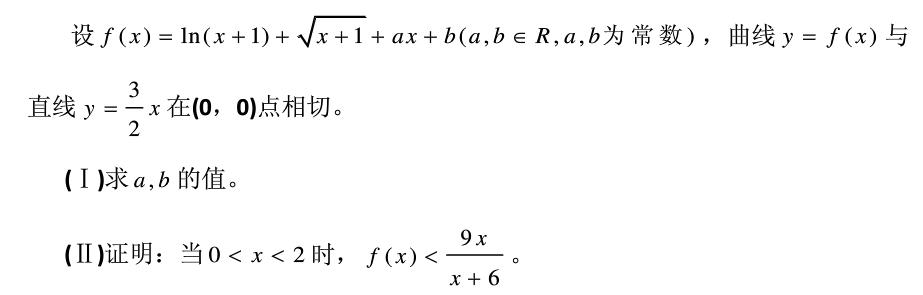 设 f(x) = ln(x+1) + √(x+1) + ax + b(a,b ∈ R, a,b为常数)，曲线 y = f(x) 与
直线 y = 3/2 x 在(0，0)点相切。
(Ⅰ)求 a,b 的值。
(Ⅱ)证明：当 0 < x < 2 时，f(x) < 9x/(x+6) 。